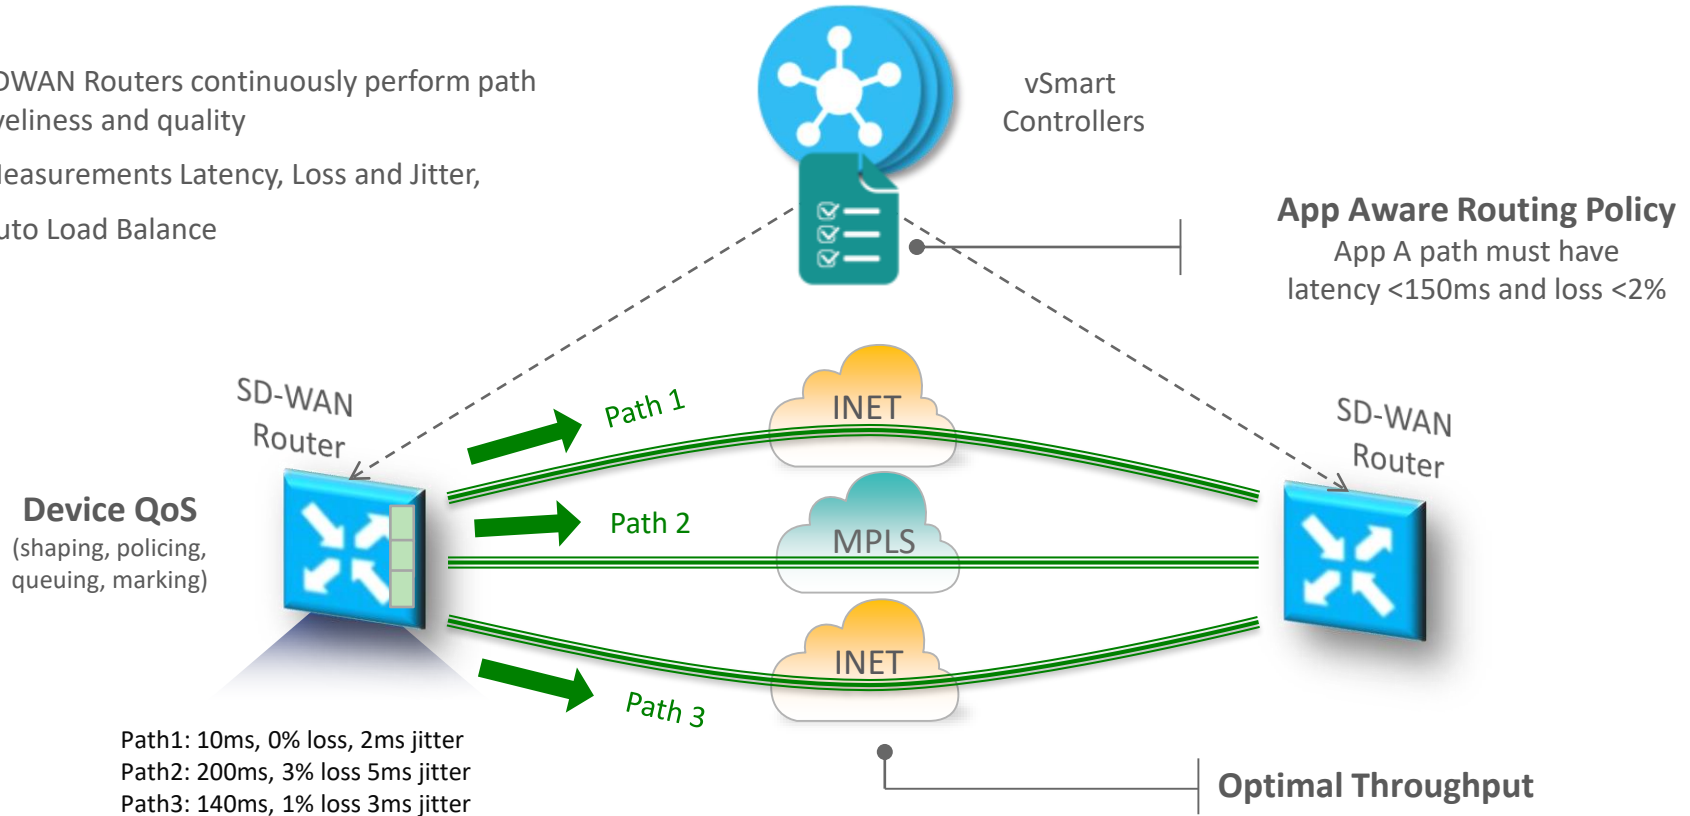 DWAN Routers continuously perform path
veliness and quality
Measurements Latency, Loss and Jitter,
uto Load Balance
vSmart
Controllers
App Aware Routing Policy
App A path must have
latency <150ms and loss <2%
SD-WAN
Router
Device QoS
(shaping, policing,
queuing, marking)
Path 1
Path 2
Path 3
INET
MPLS
INET
SD-WAN
Router
Path1: 10ms, 0% loss, 2ms jitter
Path2: 200ms, 3% loss 5ms jitter
Path3: 140ms, 1% loss 3ms jitter
Optimal Throughput